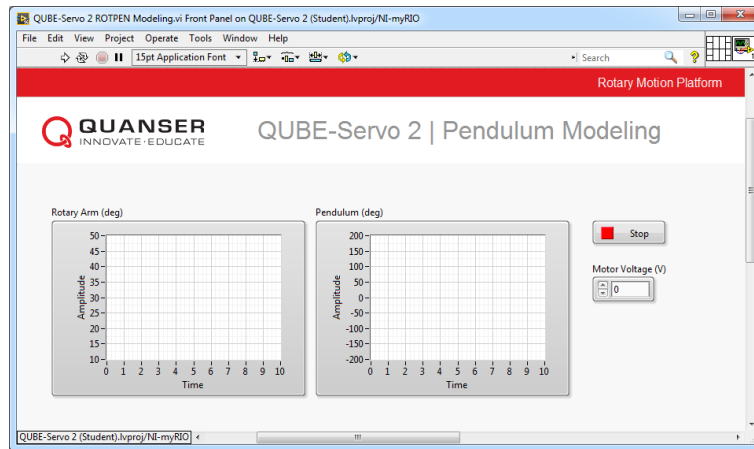 QUBE-Servo 2 ROTPEN Modeling.vi Front Panel on QUBE-Servo 2 (Student).lvproj/NI-myRIO
File Edit View Project Operate Tools Window Help
15pt Application Font
Search
Rotary Motion Platform
QUANSER
INNOVATE·EDUCATE
QUBE-Servo 2 | Pendulum Modeling
Rotary Arm (deg)
Amplitude
50
45
40
35
30
25
20
15
10
0 1 2 3 4 5 6 7 8 9 10
Time
Pendulum (deg)
Amplitude
200
150
100
50
0
-50
-100
-150
-200
0 1 2 3 4 5 6 7 8 9 10
Time
Stop
Motor Voltage (V)
0
QUBE-Servo 2 (Student).lvproj/NI-myRIO